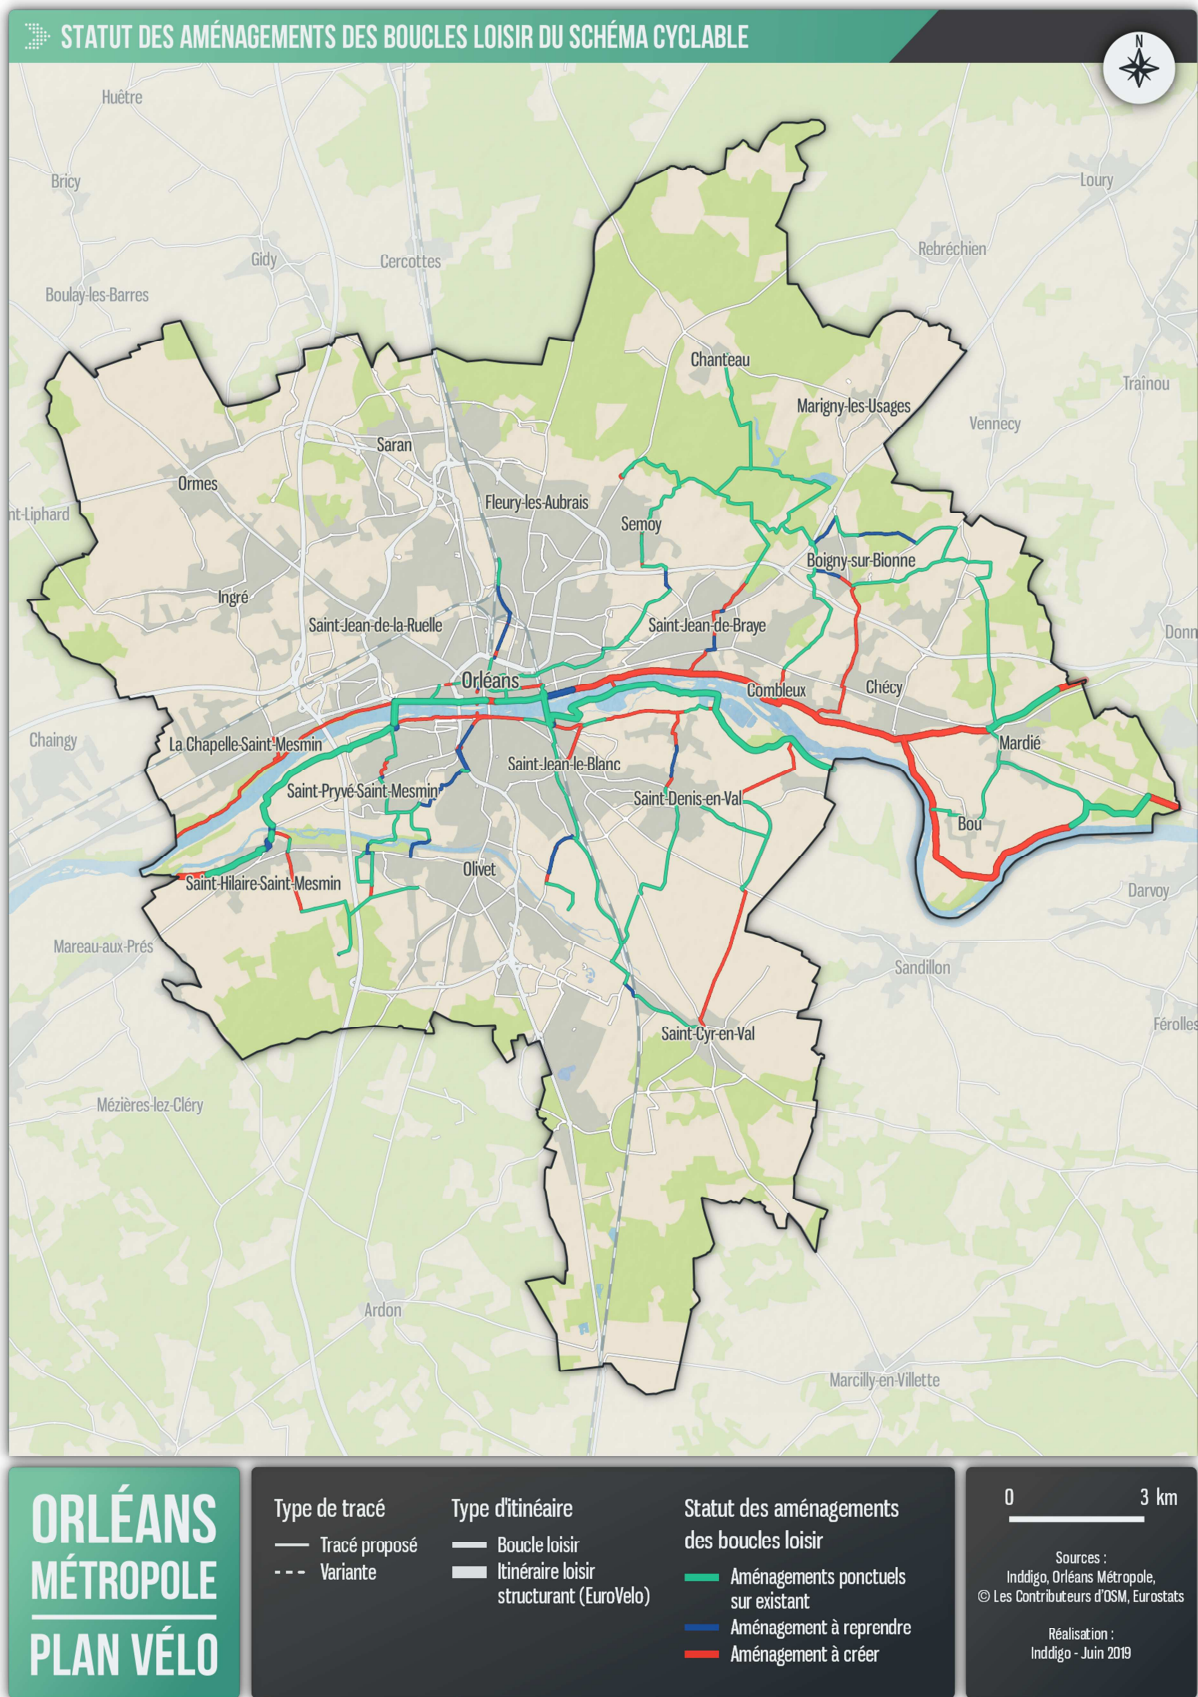 STATUT DES AMÉNAGEMENTS DES BOUCLES LOISIR DU SCHÉMA CYCLABLE
N
Huêtre
Bricy
Loury
Gidy
Cercottes
Rebréchien
Boulay-les-Barres
Chanteau
Traînou
Marigny-les-Usages
Vennecy
Saran
Ormes
Fleury-les-Aubrais
nt-Liphard
Semoy
Boigny-sur-Bionne
Ingré
Saint-Jean-de-la-Ruelle
Saint-Jean-de-Braye
Donn
Orléans
Combleux
Chécy
Chaingy
La Chapelle-Saint-Mesmin
Mardié
Saint-Jean-le-Blanc
Saint-Pryvé-Saint-Mesmin
Saint-Denis-en-Val
Bou
Olivet
Saint-Hilaire-Saint-Mesmin
Darvoy
Mareau-aux-Prés
Sandillon
Férolles
Saint-Cyr-en-Val
Mézières-lez-Cléry
Ardon
Marcilly-en-Villette
ORLÉANS
MÉTROPOLE
PLAN VÉLO
Type de tracé
Tracé proposé
Variante
Type d'itinéaire
Boucle loisir
Itinéraire loisir
structurant (EuroVelo)
Statut des aménagements
des boucles loisir
Aménagements ponctuels
sur existant
Aménagement à reprendre
Aménagement à créer
0 3 km
Sources :
Inddigo, Orléans Métropole,
© Les Contributeurs d'OSM, Eurostats
Réalisation :
Inddigo - Juin 2019